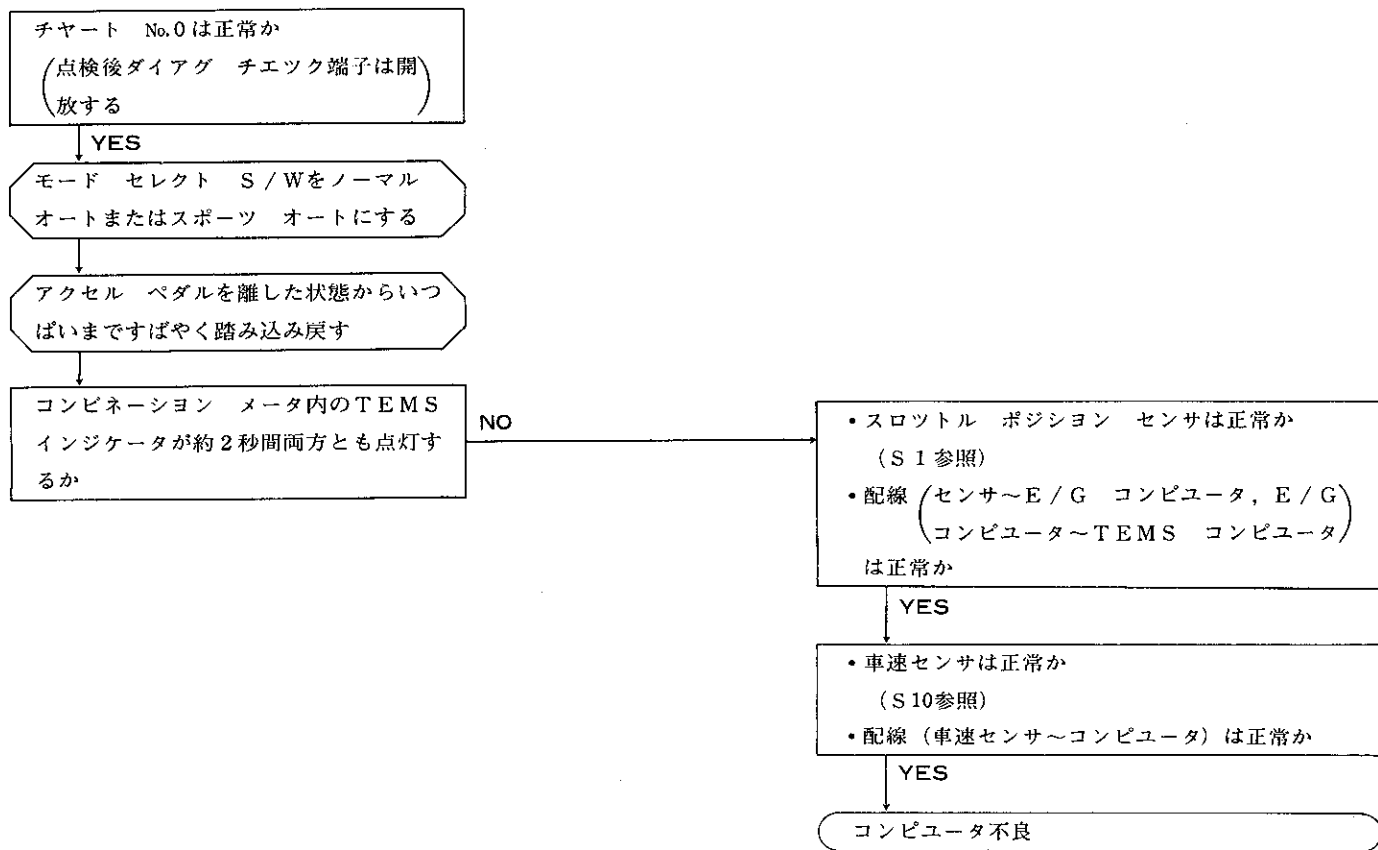 チヤート　No.0は正常か
(点検後ダイアグ　チエツク端子は開
放する)
YES
モード　セレクト　S/Wをノーマル
オートまたはスポーツ　オートにする
アクセル　ペダルを離した状態からいつ
ぱいまですばやく踏み込み戻す
コンビネーシヨン　メータ内のTEMS
インジケータが約2秒間両方とも点灯す
るか
NO
•スロツトル　ポジシヨン　センサは正常か
(S1参照)
•配線(センサ～E/G　コンピユータ, E/G
コンピユータ～TEMS　コンピユータ)
は正常か
YES
•車速センサは正常か
(S10参照)
•配線(車速センサ～コンピユータ)は正常か
YES
コンピユータ不良